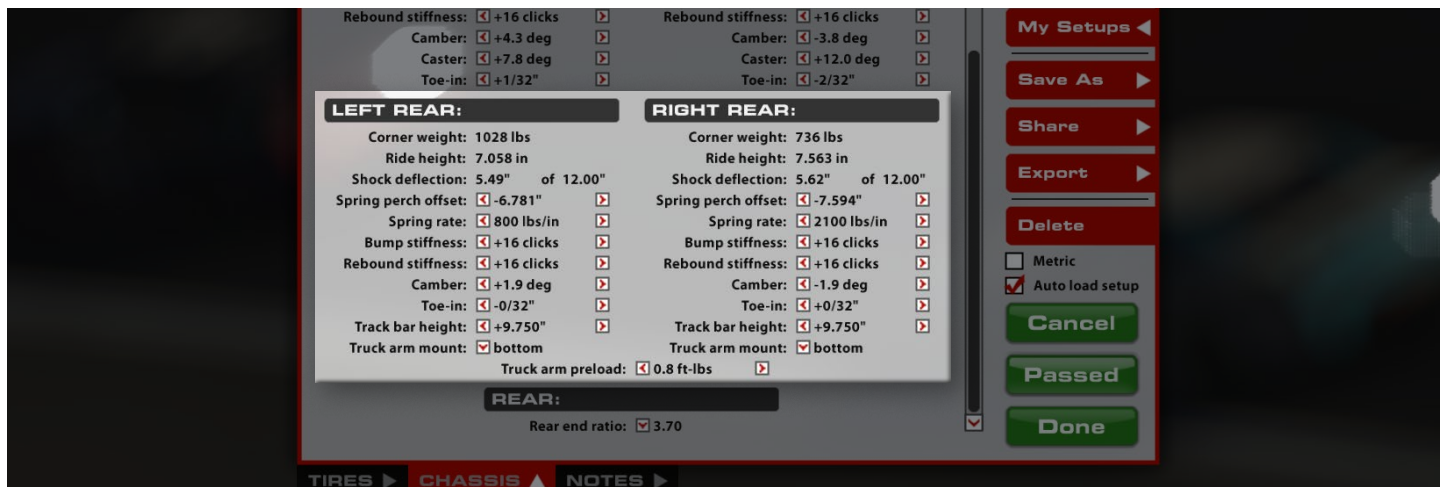 Rebound stiffness: +16 clicks Rebound stiffness: +16 clicks
Camber: +4.3 deg Camber: -3.8 deg
Caster: +7.8 deg Caster: +12.0 deg
Toe-in: +1/32" Toe-in: -2/32"
LEFT REAR: RIGHT REAR:
Corner weight: 1028 lbs Corner weight: 736 lbs
Ride height: 7.058 in Ride height: 7.563 in
Shock deflection: 5.49" of 12.00" Shock deflection: 5.62" of 12.00"
Spring perch offset: -6.781" Spring perch offset: -7.594"
Spring rate: 800 lbs/in Spring rate: 2100 lbs/in
Bump stiffness: +16 clicks Bump stiffness: +16 clicks
Rebound stiffness: +16 clicks Rebound stiffness: +16 clicks
Camber: +1.9 deg Camber: -1.9 deg
Toe-in: -0/32" Toe-in: +0/32"
Track bar height: +9.750" Track bar height: +9.750"
Truck arm mount: bottom Truck arm mount: bottom
Truck arm preload: 0.8 ft-lbs
REAR:
Rear end ratio: 3.70
My Setups
Save As
Share
Export
Delete
Metric
Auto load setup
Cancel
Passed
Done
TIRES CHASSIS NOTES